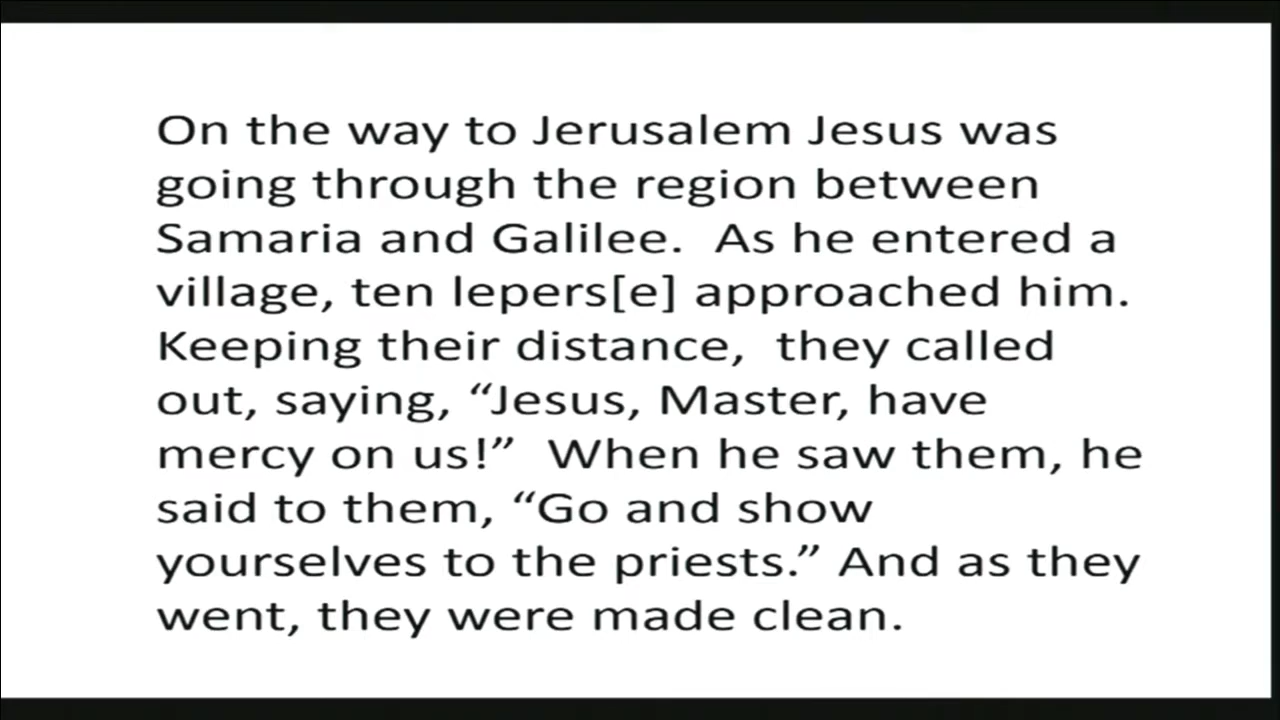 On the way to Jerusalem Jesus was
going through the region between
Samaria and Galilee.  As he entered a
village, ten lepers[e] approached him.
Keeping their distance,  they called
out, saying, “Jesus, Master, have
mercy on us!”  When he saw them, he
said to them, “Go and show
yourselves to the priests.” And as they
went, they were made clean.